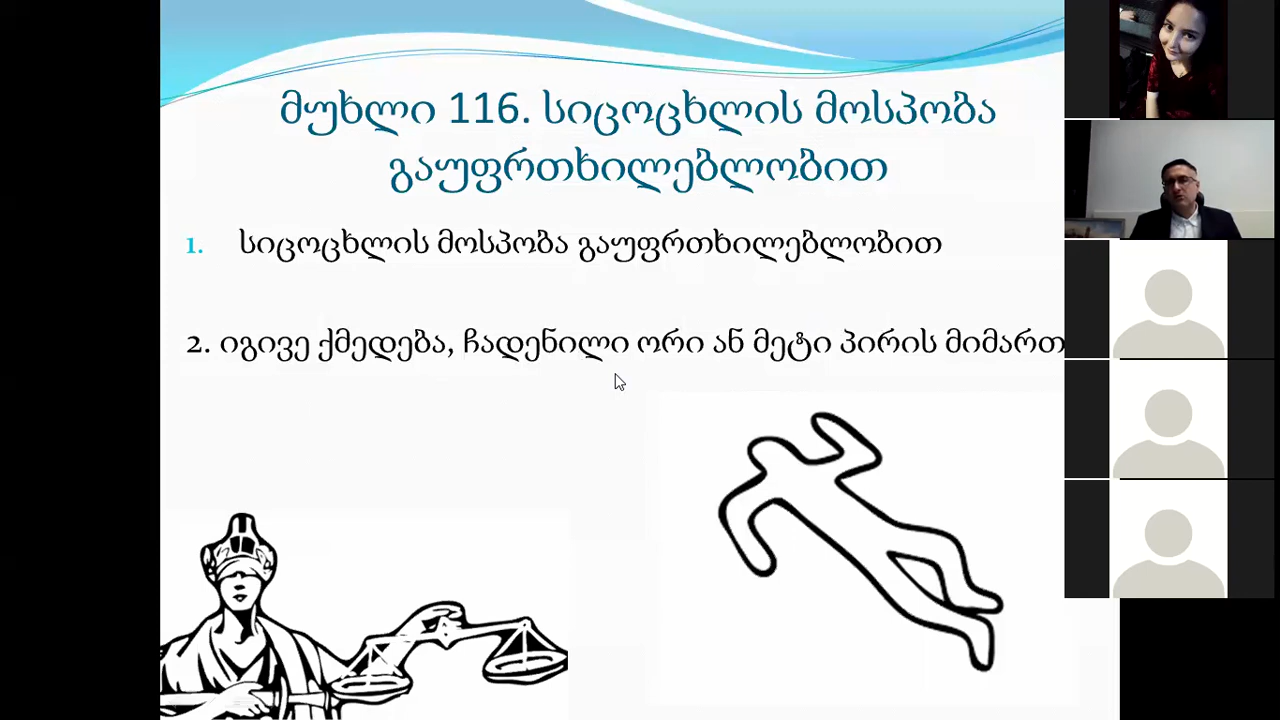 მუხლი 116. სიცოცხლის მოსპობა
გაუფრთხილებლობით
1. სიცოცხლის მოსპობა გაუფრთხილებლობით
2. იგივე ქმედება, ჩადენილი ორი ან მეტი პირის მიმართ